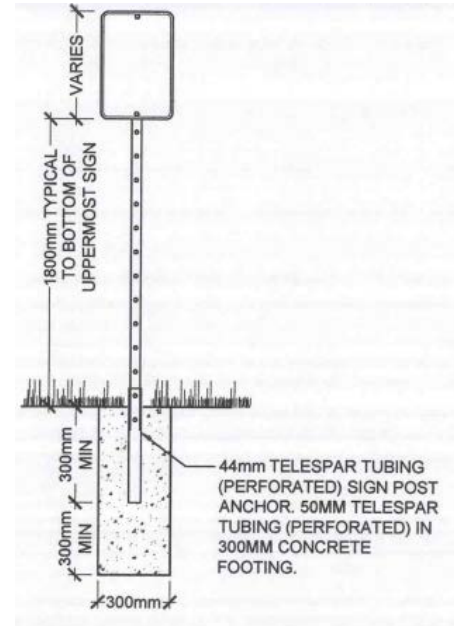 VARIES
1800mm TYPICAL
TO BOTTOM OF
UPPERMOST SIGN
300mm
MIN
300mm
MIN
44mm TELESPAR TUBING
(PERFORATED) SIGN POST
ANCHOR. 50MM TELESPAR
TUBING (PERFORATED) IN
300MM CONCRETE
FOOTING.
300mm